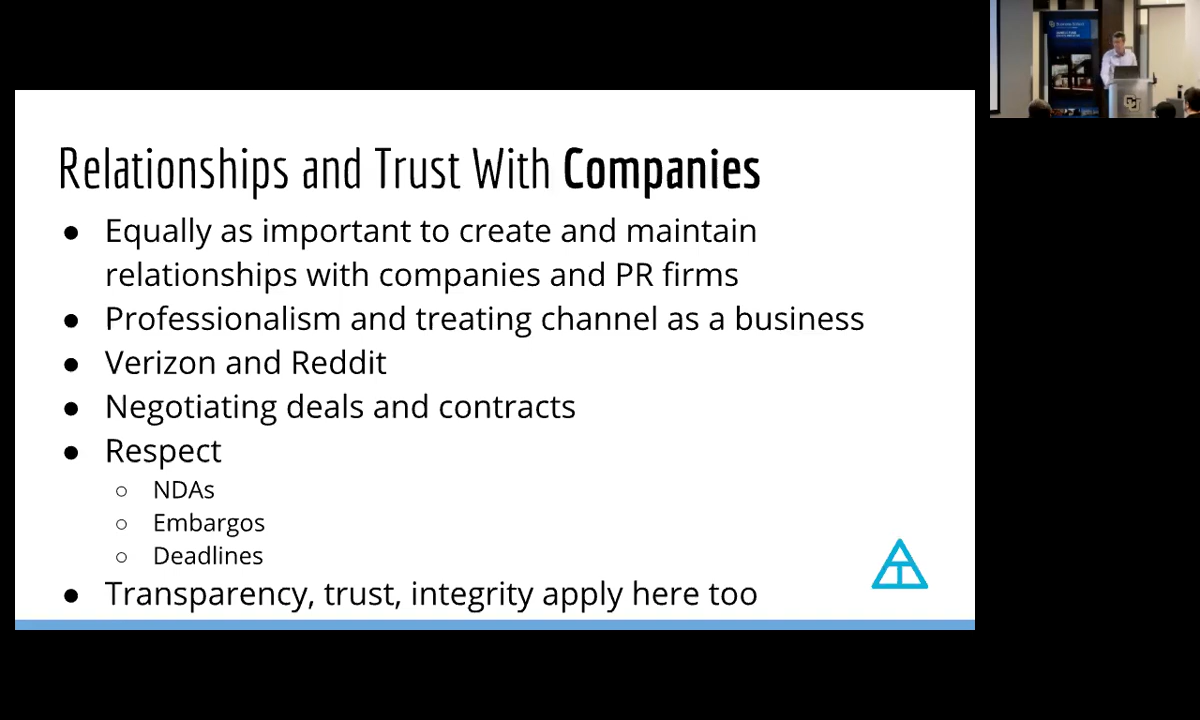 Relationships and Trust With Companies
● Equally as important to create and maintain
relationships with companies and PR firms
● Professionalism and treating channel as a business
● Verizon and Reddit
● Negotiating deals and contracts
● Respect
○ NDAs
○ Embargos
○ Deadlines
● Transparency, trust, integrity apply here too